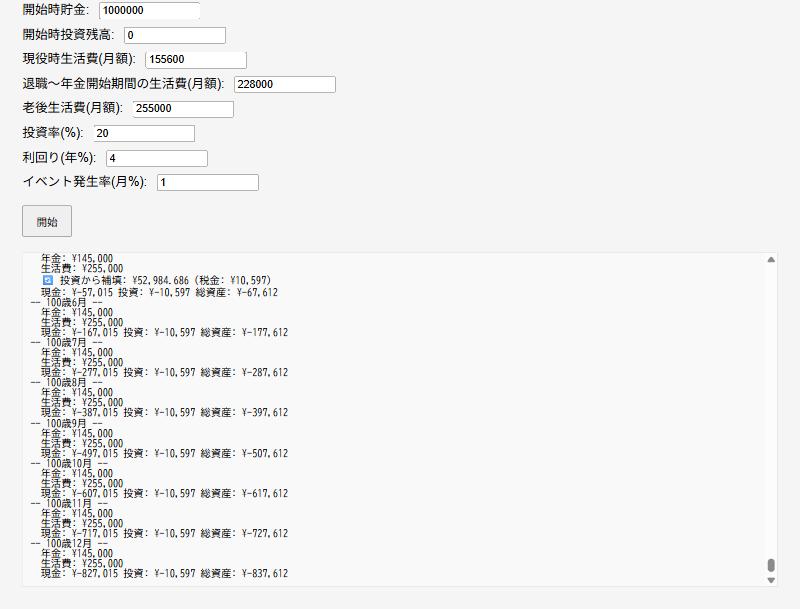 開始時貯金: 1000000
開始時投資残高: 0
現役時生活費(月額): 155600
退職～年金開始期間の生活費(月額): 228000
老後生活費(月額): 255000
投資率(%): 20
利回り(年%): 4
イベント発生率(月%): 1
開始
年金: ¥145,000
生活費: ¥255,000
投資から補填: ¥52,984.686 (税金: ¥10,597)
現金: ¥-57,015 投資: ¥-10,597 総資産: ¥-67,612
-- 100歳6月 --
年金: ¥145,000
生活費: ¥255,000
現金: ¥-167,015 投資: ¥-10,597 総資産: ¥-177,612
-- 100歳7月 --
年金: ¥145,000
生活費: ¥255,000
現金: ¥-277,015 投資: ¥-10,597 総資産: ¥-287,612
-- 100歳8月 --
年金: ¥145,000
生活費: ¥255,000
現金: ¥-387,015 投資: ¥-10,597 総資産: ¥-397,612
-- 100歳9月 --
年金: ¥145,000
生活費: ¥255,000
現金: ¥-497,015 投資: ¥-10,597 総資産: ¥-507,612
-- 100歳10月 --
年金: ¥145,000
生活費: ¥255,000
現金: ¥-607,015 投資: ¥-10,597 総資産: ¥-617,612
-- 100歳11月 --
年金: ¥145,000
生活費: ¥255,000
現金: ¥-717,015 投資: ¥-10,597 総資産: ¥-727,612
-- 100歳12月 --
年金: ¥145,000
生活費: ¥255,000
現金: ¥-827,015 投資: ¥-10,597 総資産: ¥-837,612